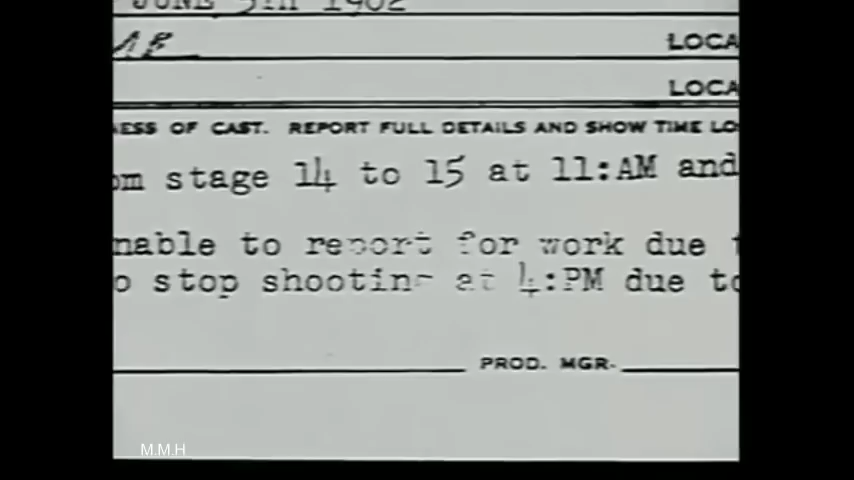 JUNE 5TH 1962
LOCA
LOCA
NESS OF CAST. REPORT FULL DETAILS AND SHOW TIME LO
om stage 14 to 15 at 11:AM and
nable to report for work due t
o stop shooting at 4:PM due to
PROD. MGR.
M.M.H